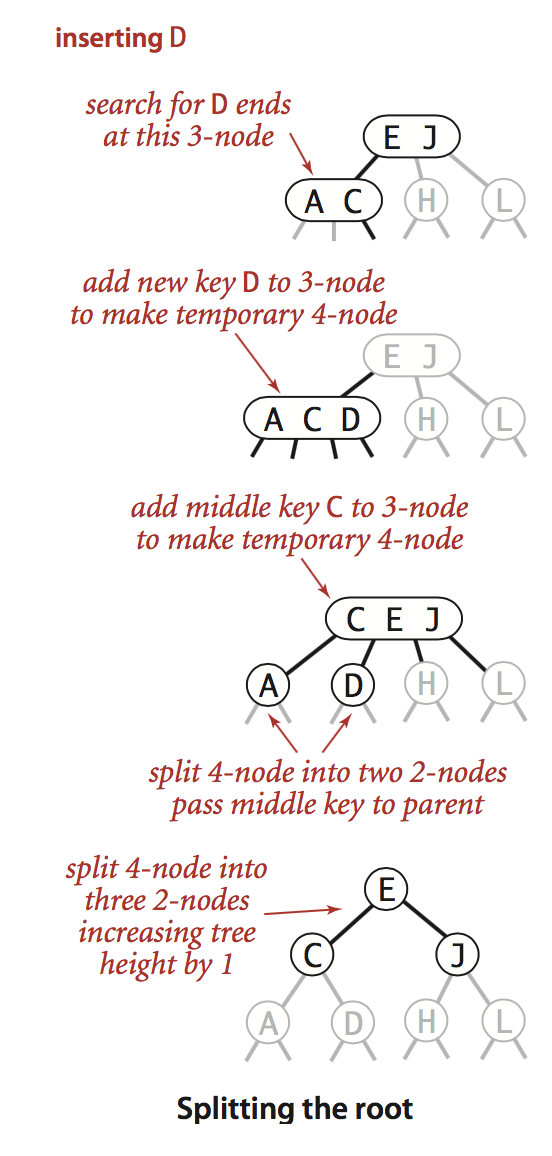 inserting D
search for D ends
at this 3-node
E J
A C
H
L
add new key D to 3-node
to make temporary 4-node
E J
A C D
H
L
add middle key C to 3-node
to make temporary 4-node
C E J
A
D
H
L
split 4-node into two 2-nodes
pass middle key to parent
split 4-node into
three 2-nodes
increasing tree
height by 1
E
C
J
A
D
H
L
Splitting the root